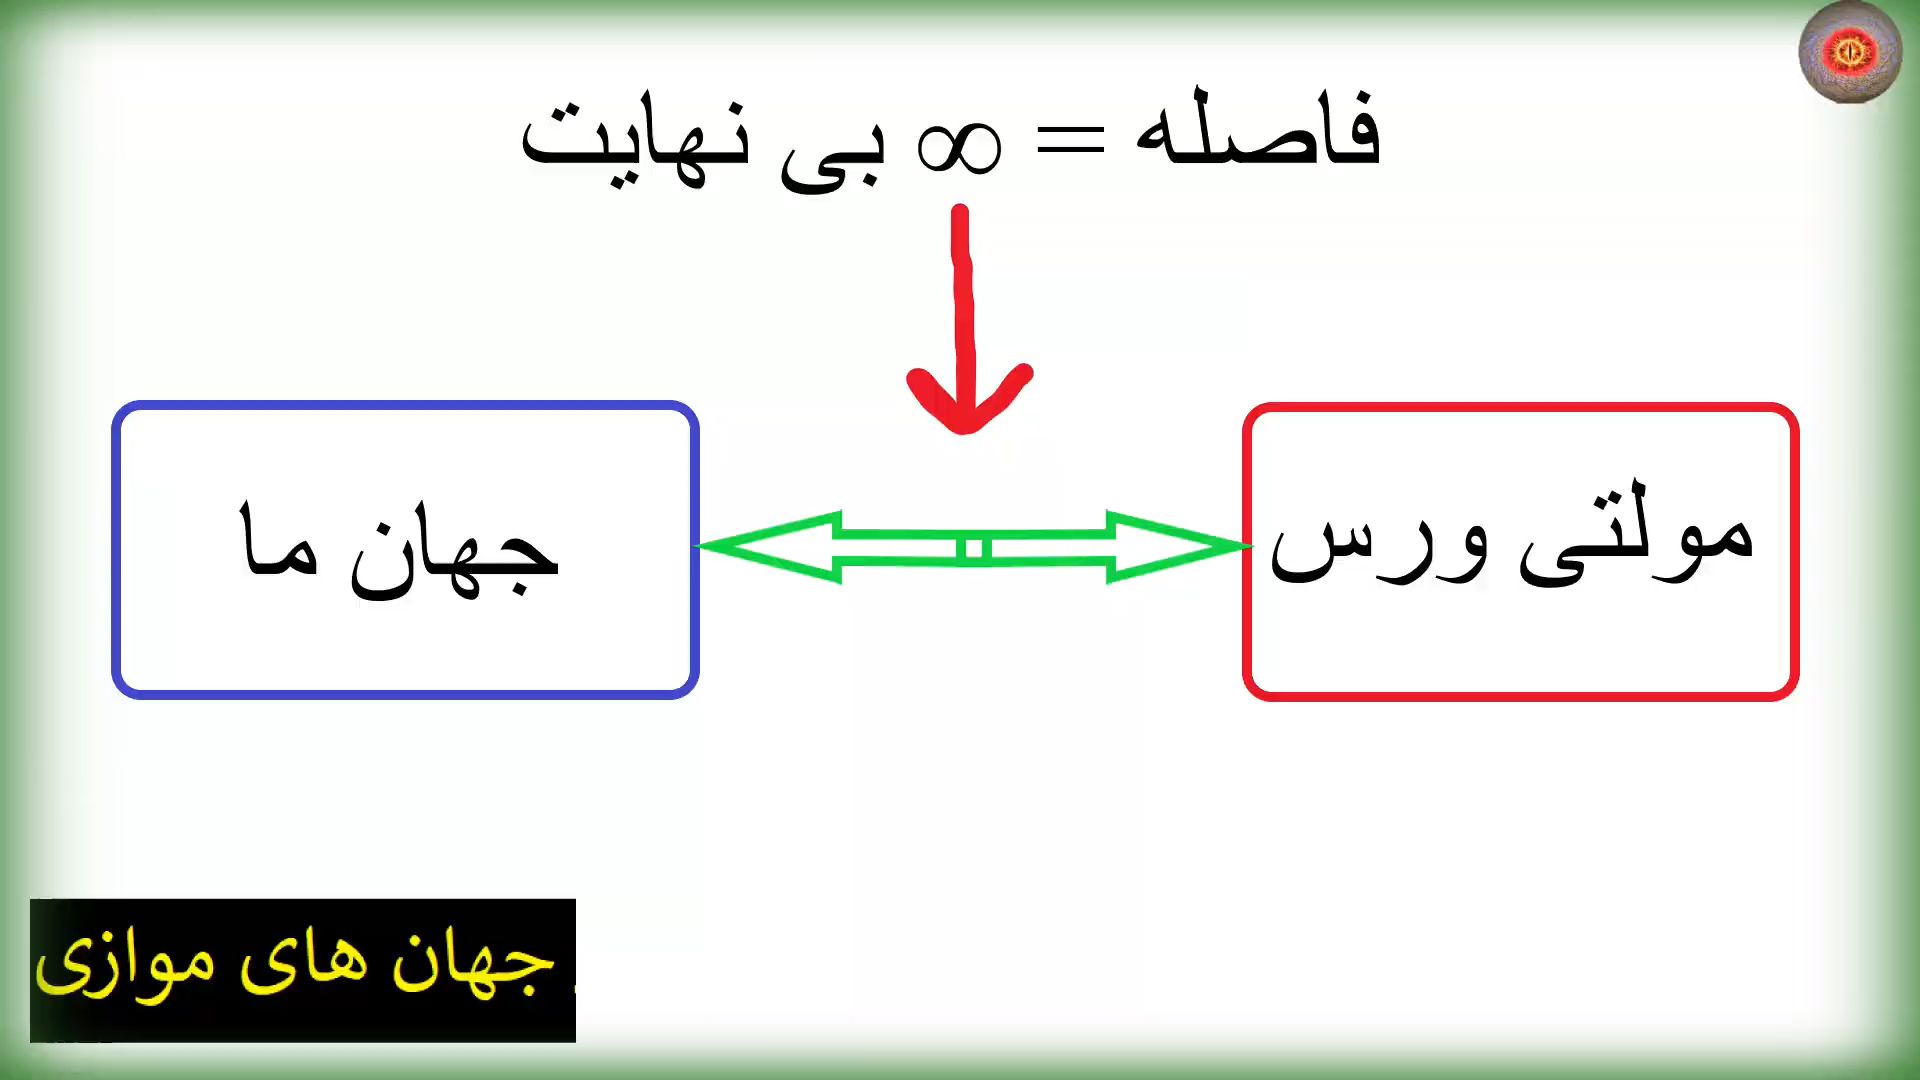 فاصله = ∞ بی نهایت
مولتی ورس
جهان ما
جهان های موازی